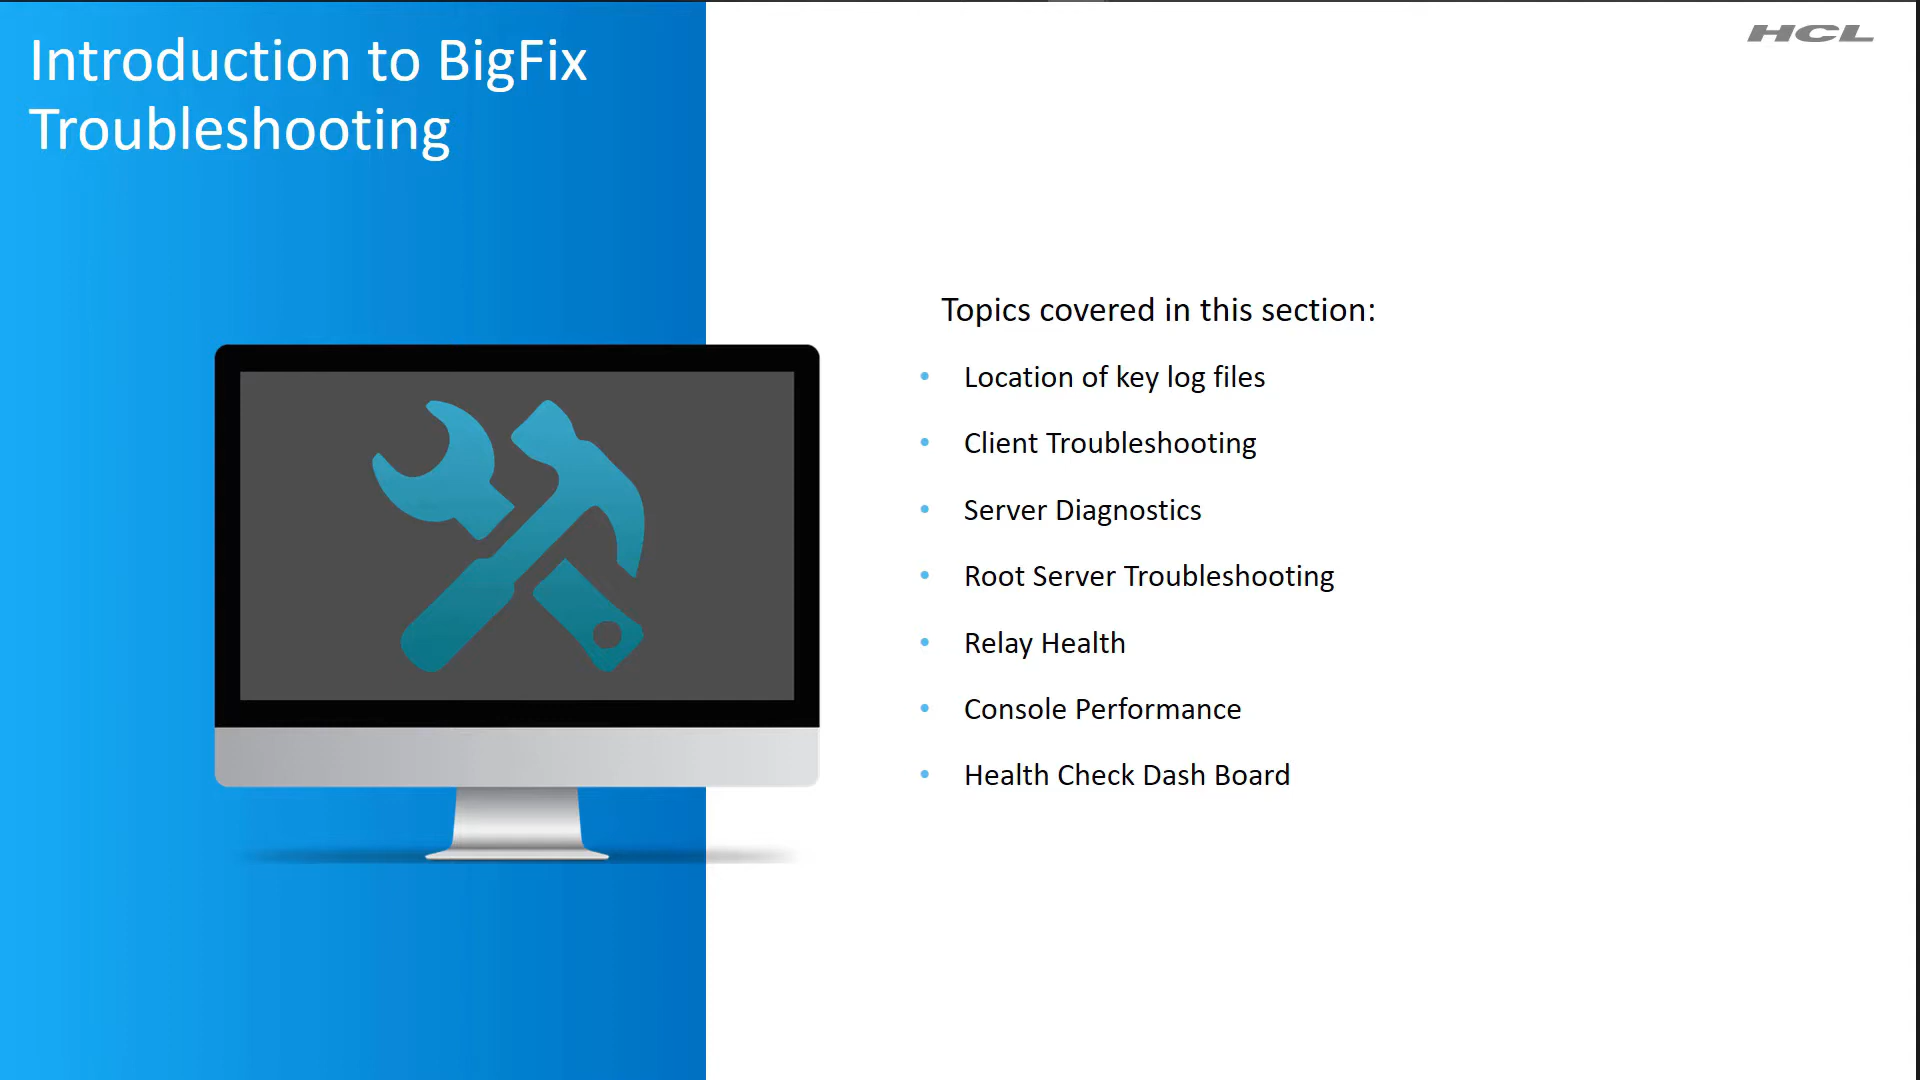 Introduction to BigFix
Troubleshooting
HCL
Topics covered in this section:
• Location of key log files
• Client Troubleshooting
• Server Diagnostics
• Root Server Troubleshooting
• Relay Health
• Console Performance
• Health Check Dash Board